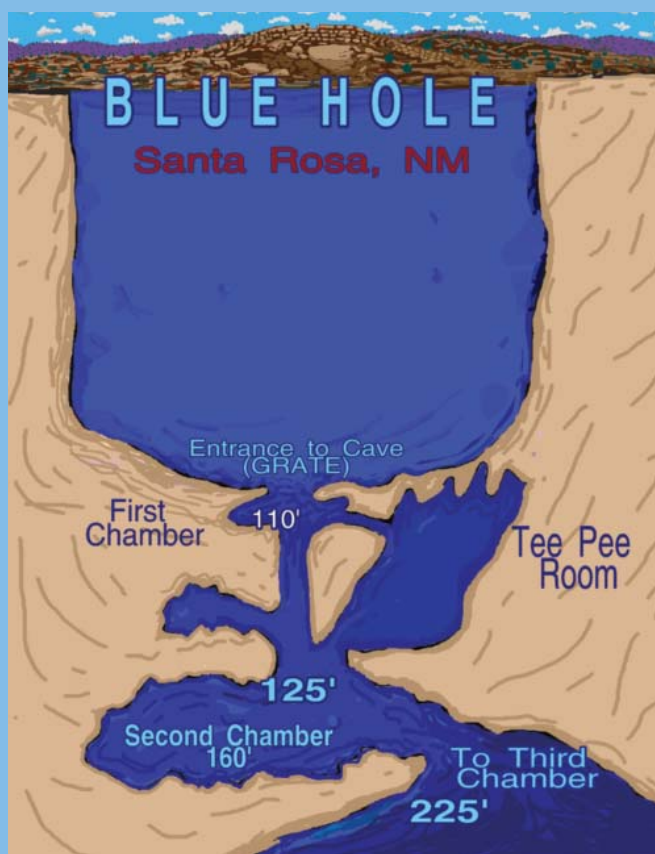 BLUE HOLE
Santa Rosa, NM
Entrance to Cave
(GRATE)
110'
First
Chamber
Tee Pee
Room
125'
Second Chamber
160'
To Third
Chamber
225'